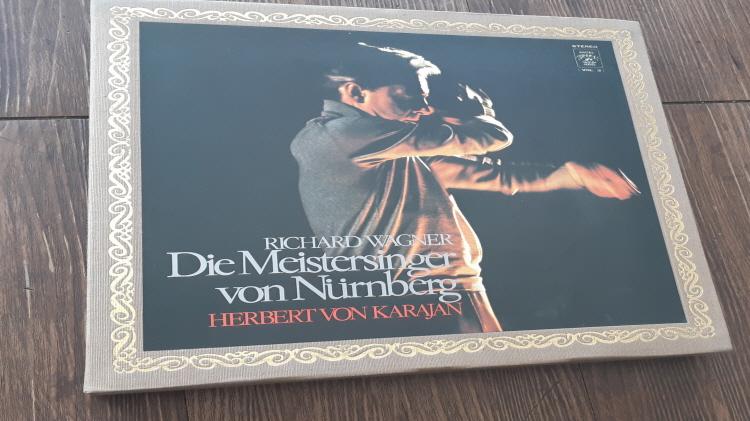 STEREO
RICHARD WAGNER
Die Meistersinger
von Nürnberg
HERBERT VON KARAJAN